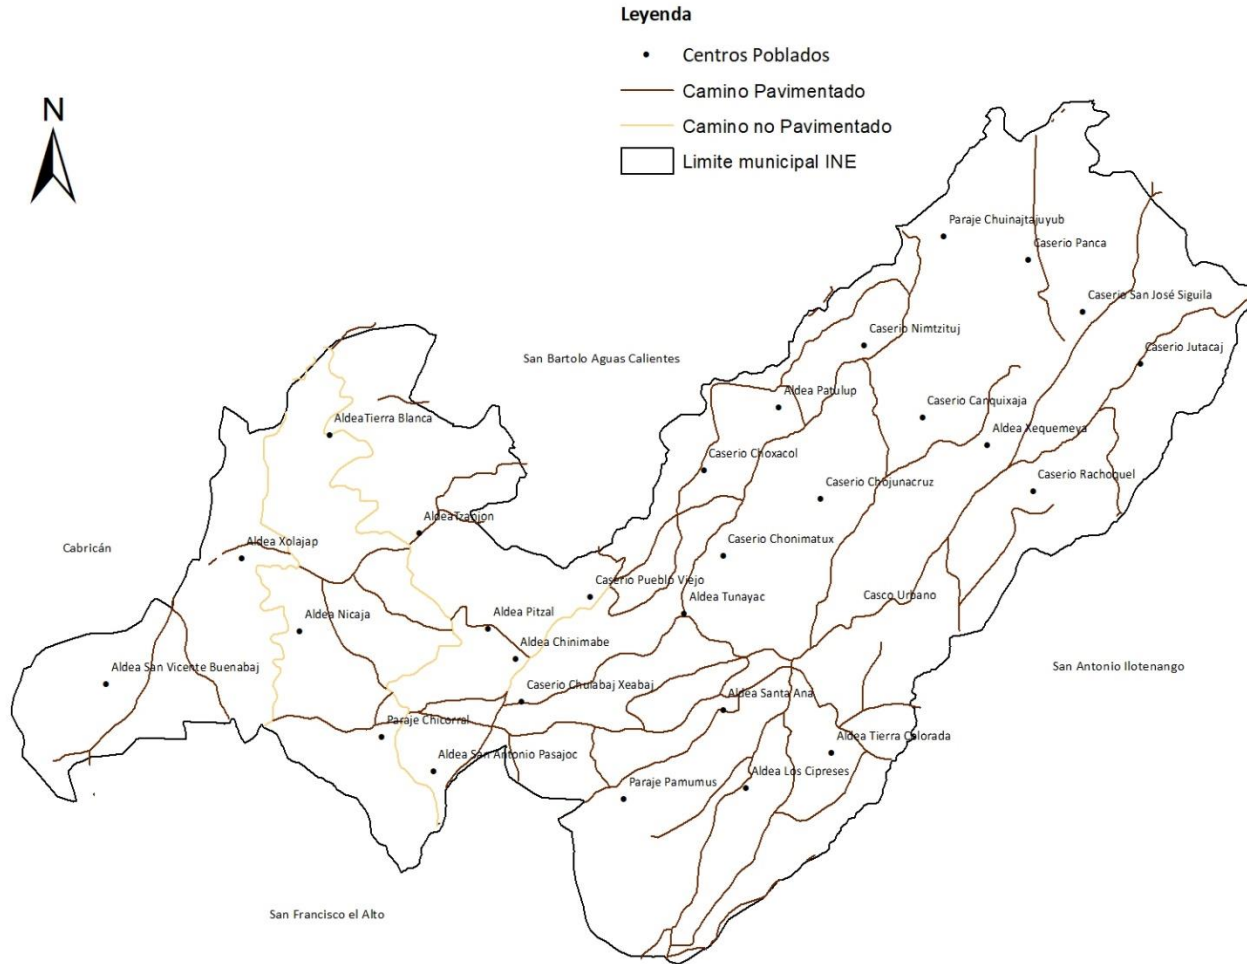 Leyenda
Centros Poblados
Camino Pavimentado
Camino no Pavimentado
Limite municipal INE
N
Paraje Chuinajtajuyub
Caserio Panca
Caserio San José Siguila
Caserio Nimtzituj
Caserio Jutacaj
San Bartolo Aguas Calientes
Aldea Patulup
AldeaTierra Blanca
Caserio Canquixaja
Aldea Xequemeya
Caserio Choxacol
Caserio Rachoquel
Caserio Chojunacruz
AldeaTzanjon
Cabricán
Aldea Xolajap
Caserio Chonimatux
Caserio Pueblo Viejo
Aldea Tunayac
Casco Urbano
Aldea Nicaja
Aldea Pitzal
Aldea Chinimabe
Aldea San Vicente Buenabaj
San Antonio Ilotenango
Caserio Chulabaj Xeabaj
Aldea Santa Ana
Paraje Chicorral
Aldea Tierra Colorada
Aldea San Antonio Pasajoc
Aldea Los Cipreses
Paraje Pamumus
San Francisco el Alto